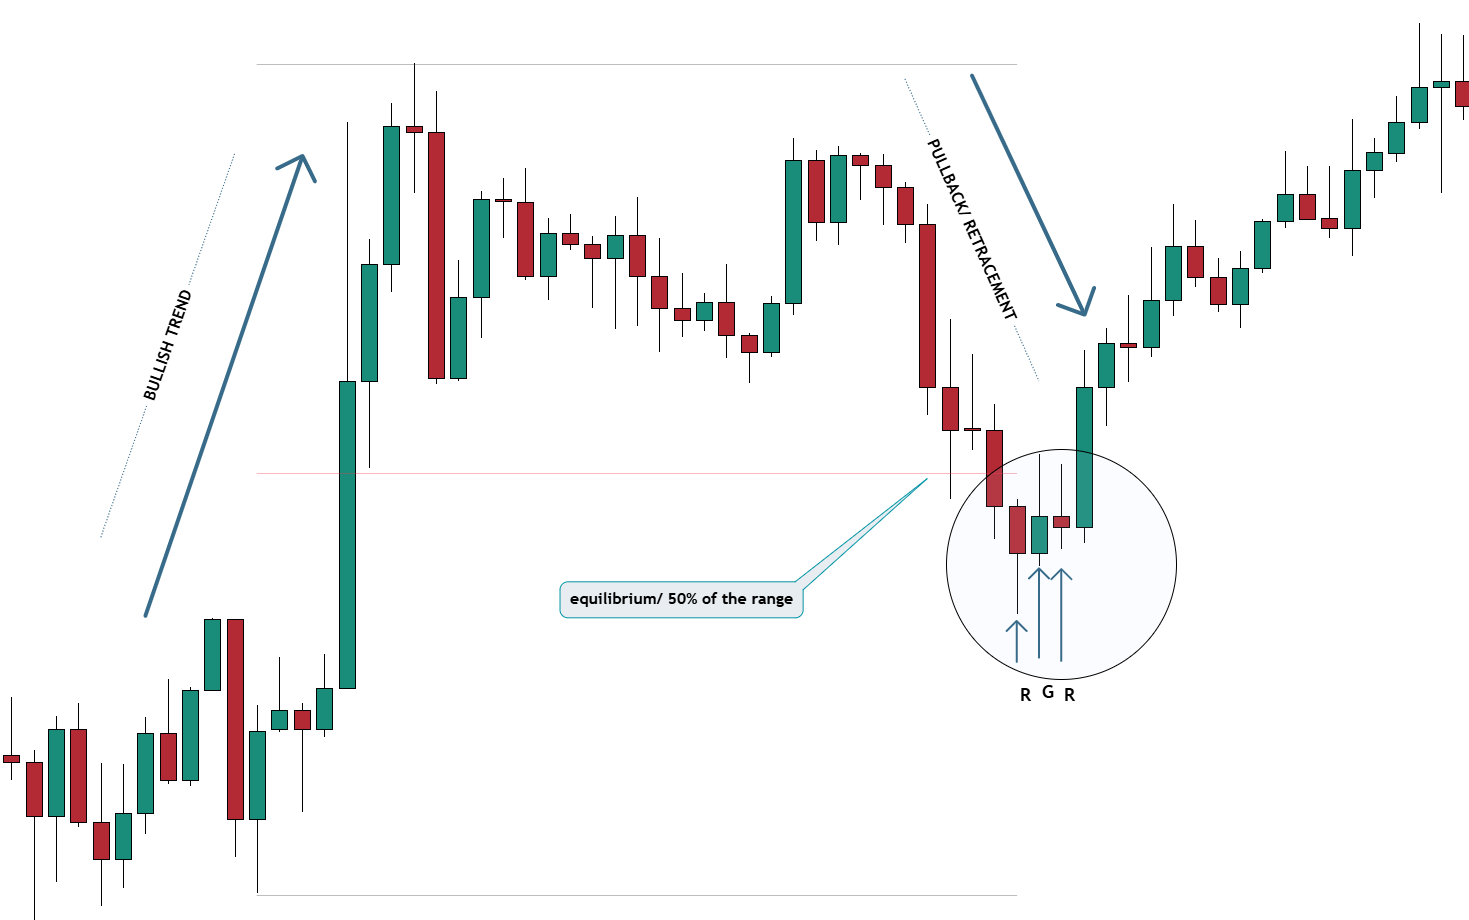 BULLISH TREND
PULLBACK/ RETRACEMENT
equilibrium/ 50% of the range
R G R